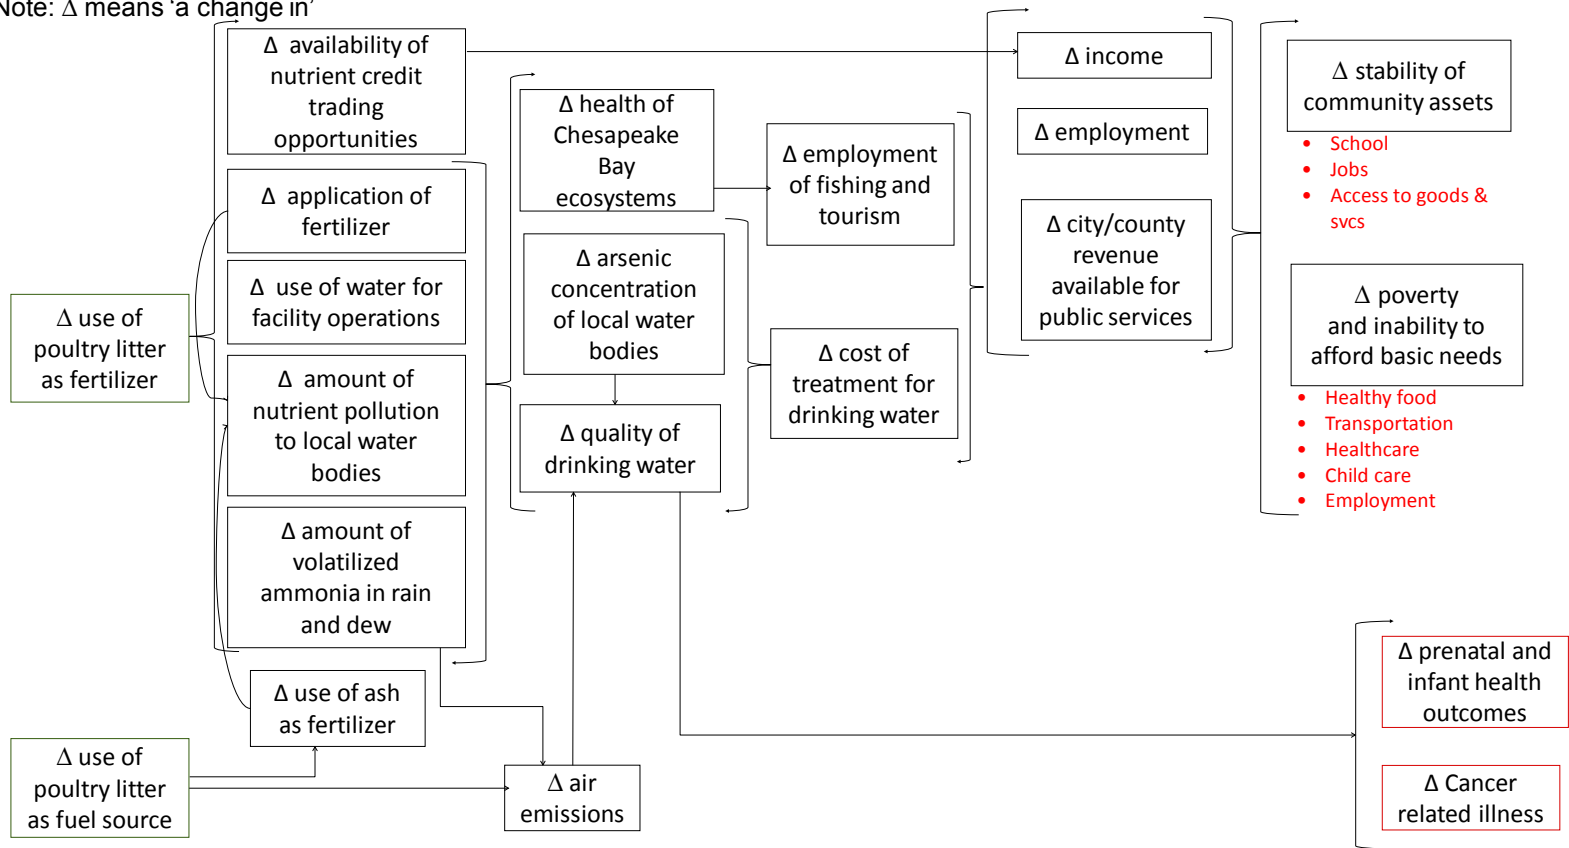 Note: Δ means ‘a change in’
Δ availability of
nutrient credit
trading
opportunities
Δ application of
fertilizer
Δ use of water for
facility operations
Δ amount of
nutrient pollution
to local water
bodies
Δ amount of
volatilized
ammonia in rain
and dew
Δ use of ash
as fertilizer
Δ use of
poultry litter
as fertilizer
Δ use of
poultry litter
as fuel source
Δ health of
Chesapeake
Bay
ecosystems
Δ arsenic
concentration
of local water
bodies
Δ quality of
drinking water
Δ air
emissions
Δ employment
of fishing and
tourism
Δ cost of
treatment for
drinking water
Δ income
Δ employment
Δ city/county
revenue
available for
public services
Δ stability of
community assets
• School
• Jobs
• Access to goods &
svcs
Δ poverty
and inability to
afford basic needs
• Healthy food
• Transportation
• Healthcare
• Child care
• Employment
Δ prenatal and
infant health
outcomes
Δ Cancer
related illness